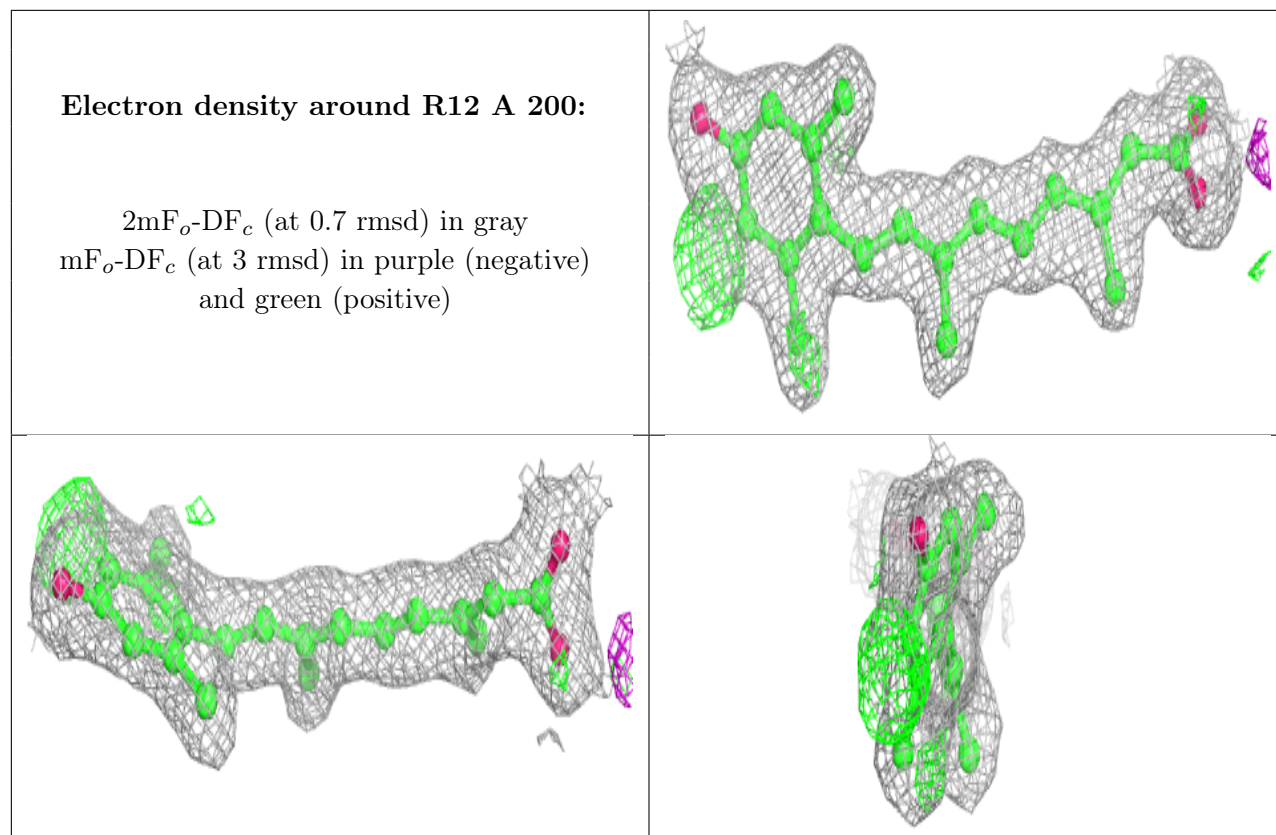 Electron density around R12 A 200:
2mFₒ-DF𝒸 (at 0.7 rmsd) in gray
mFₒ-DF𝒸 (at 3 rmsd) in purple (negative)
and green (positive)